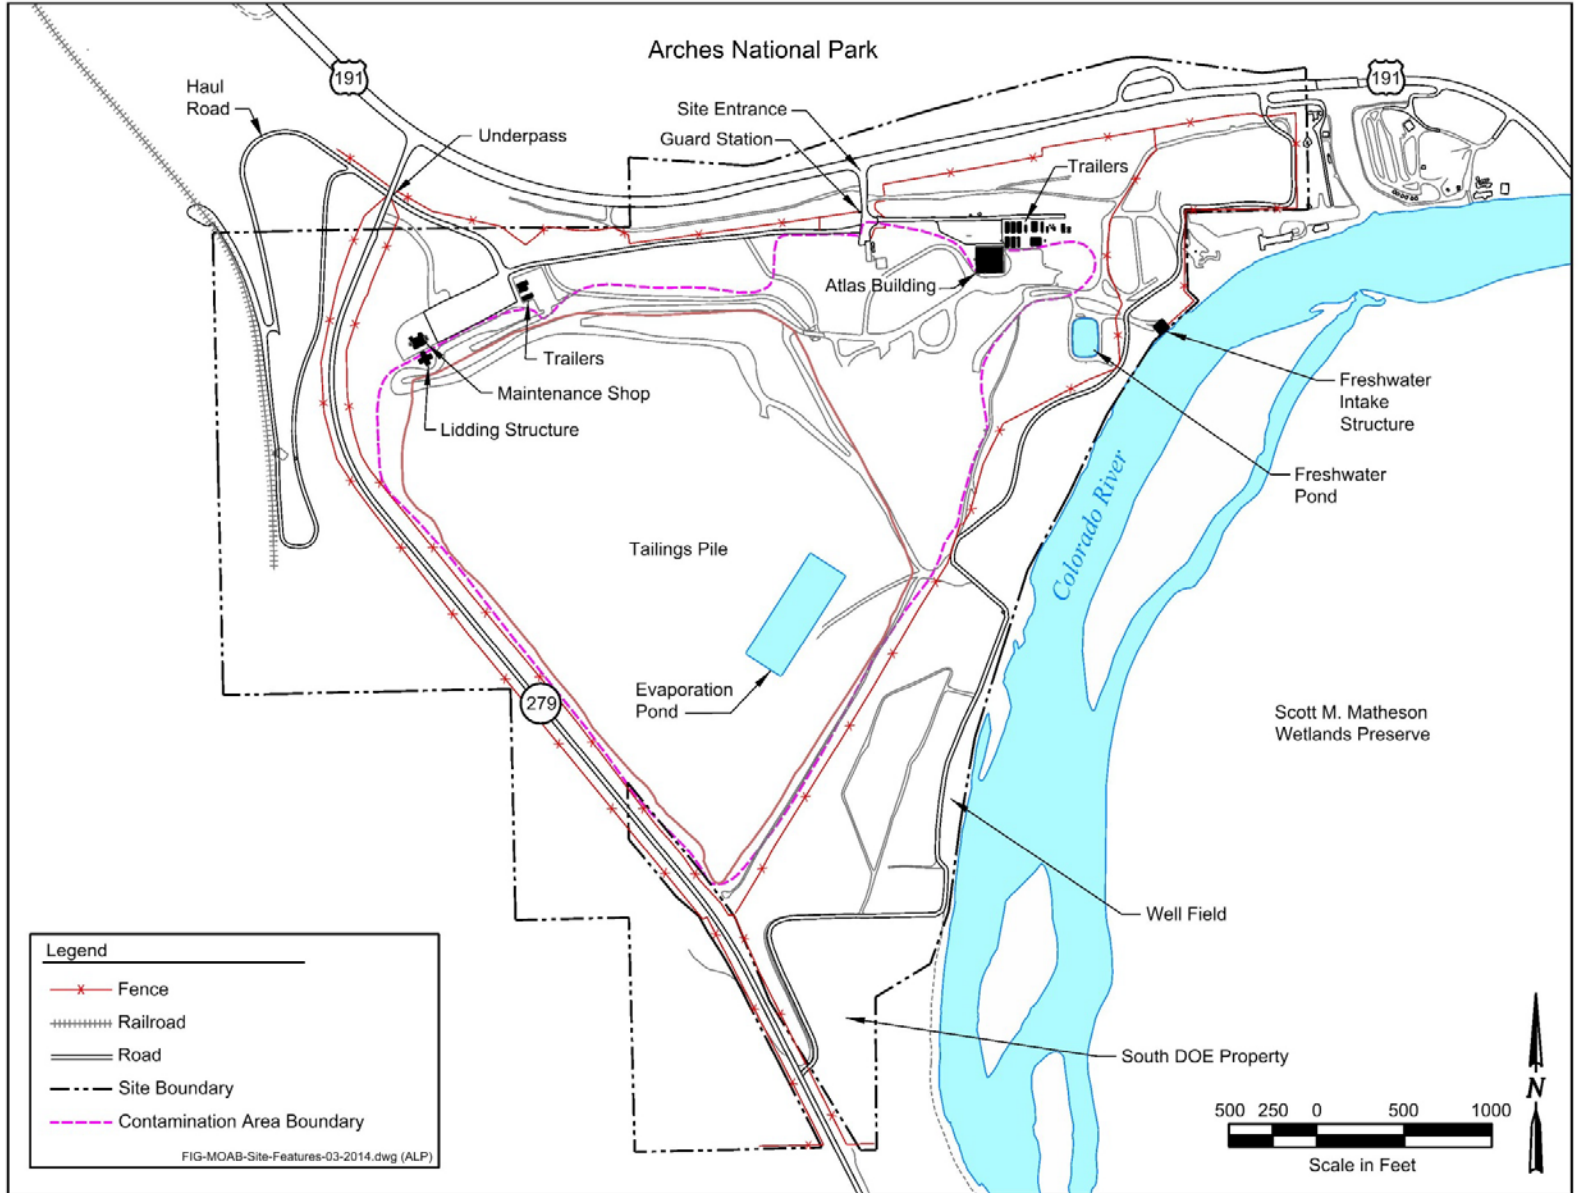 Arches National Park
191
191
Haul
Road
Site Entrance
Underpass
Guard Station
Trailers
Atlas Building
Trailers
Maintenance Shop
Lidding Structure
Freshwater
Intake
Structure
Freshwater
Pond
Colorado River
Tailings Pile
Evaporation
Pond
279
Scott M. Matheson
Wetlands Preserve
Well Field
South DOE Property
Legend
Fence
Railroad
Road
Site Boundary
Contamination Area Boundary
FIG-MOAB-Site-Features-03-2014.dwg (ALP)
N
500 250 0 500 1000
Scale in Feet